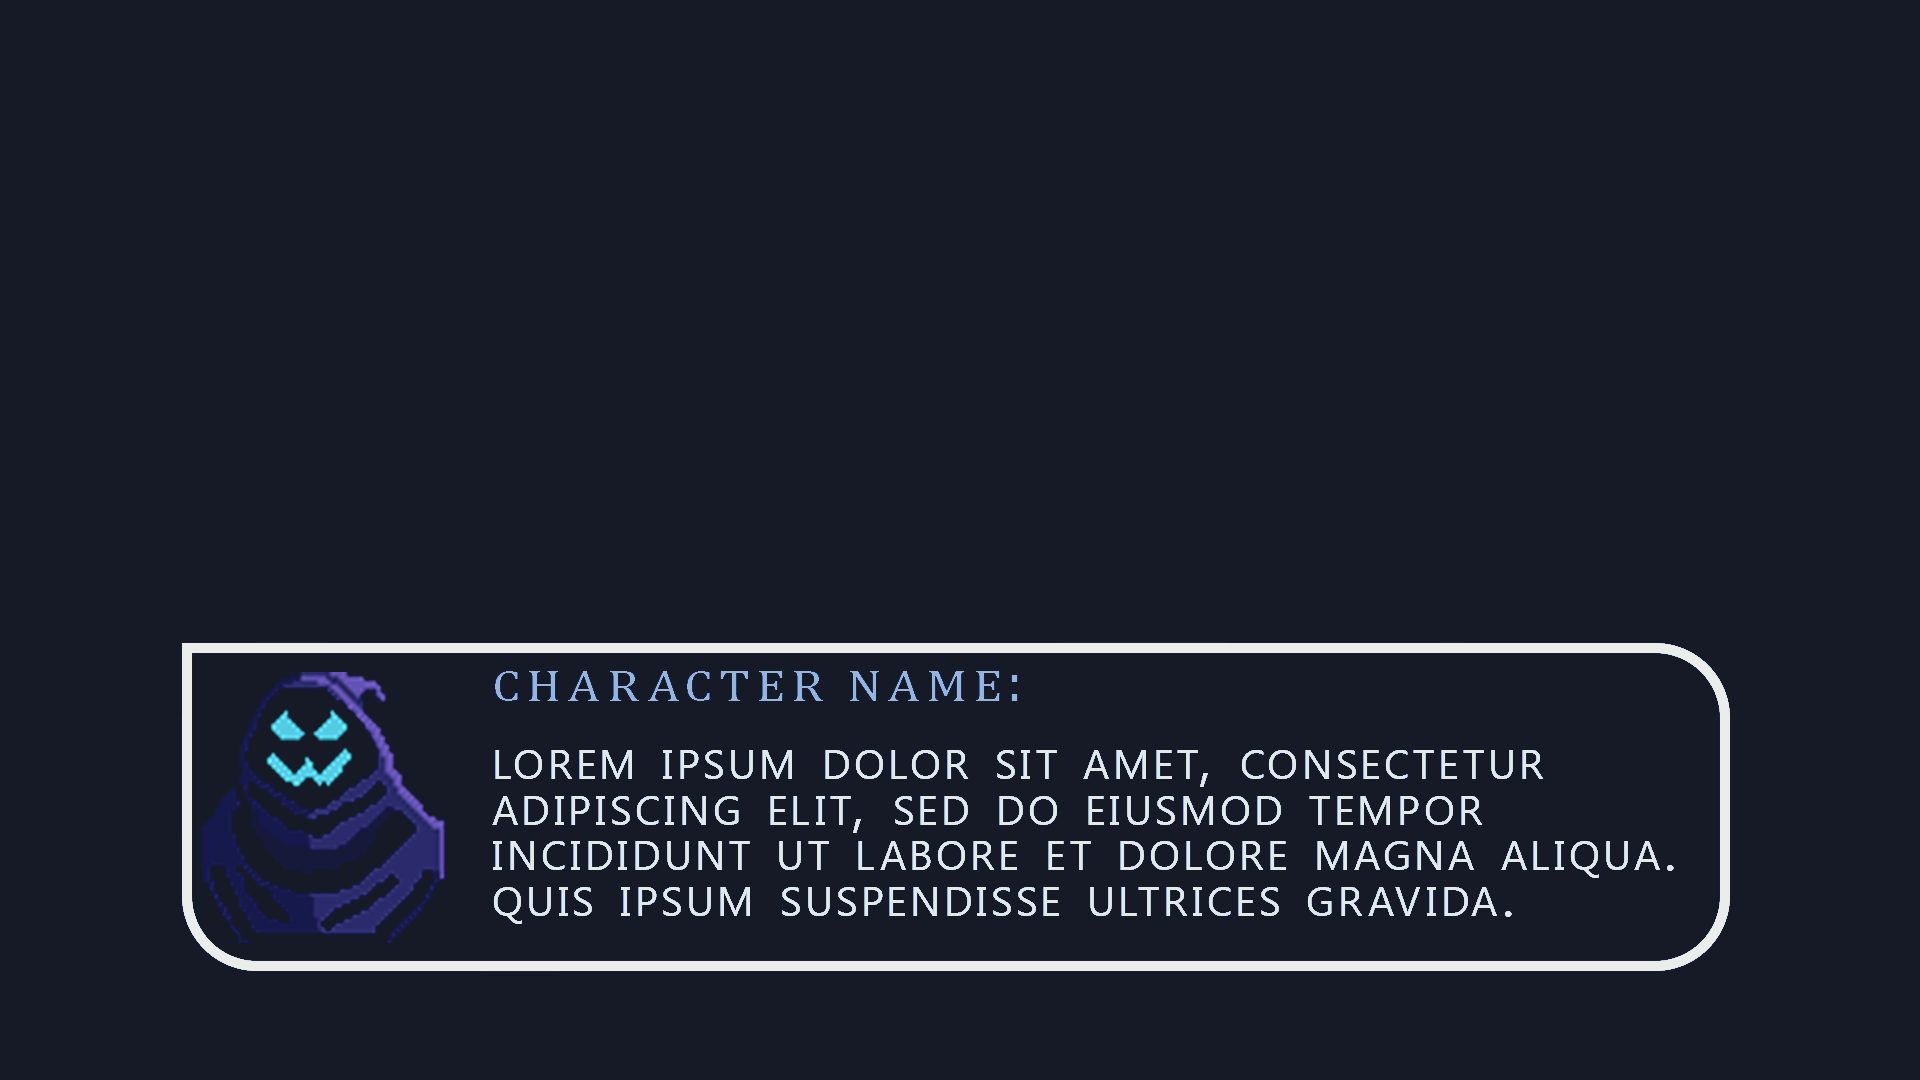 CHARACTER NAME:
LOREM IPSUM DOLOR SIT AMET, CONSECTETUR
ADIPISCING ELIT, SED DO EIUSMOD TEMPOR
INCIDIDUNT UT LABORE ET DOLORE MAGNA ALIQUA.
QUIS IPSUM SUSPENDISSE ULTRICES GRAVIDA.